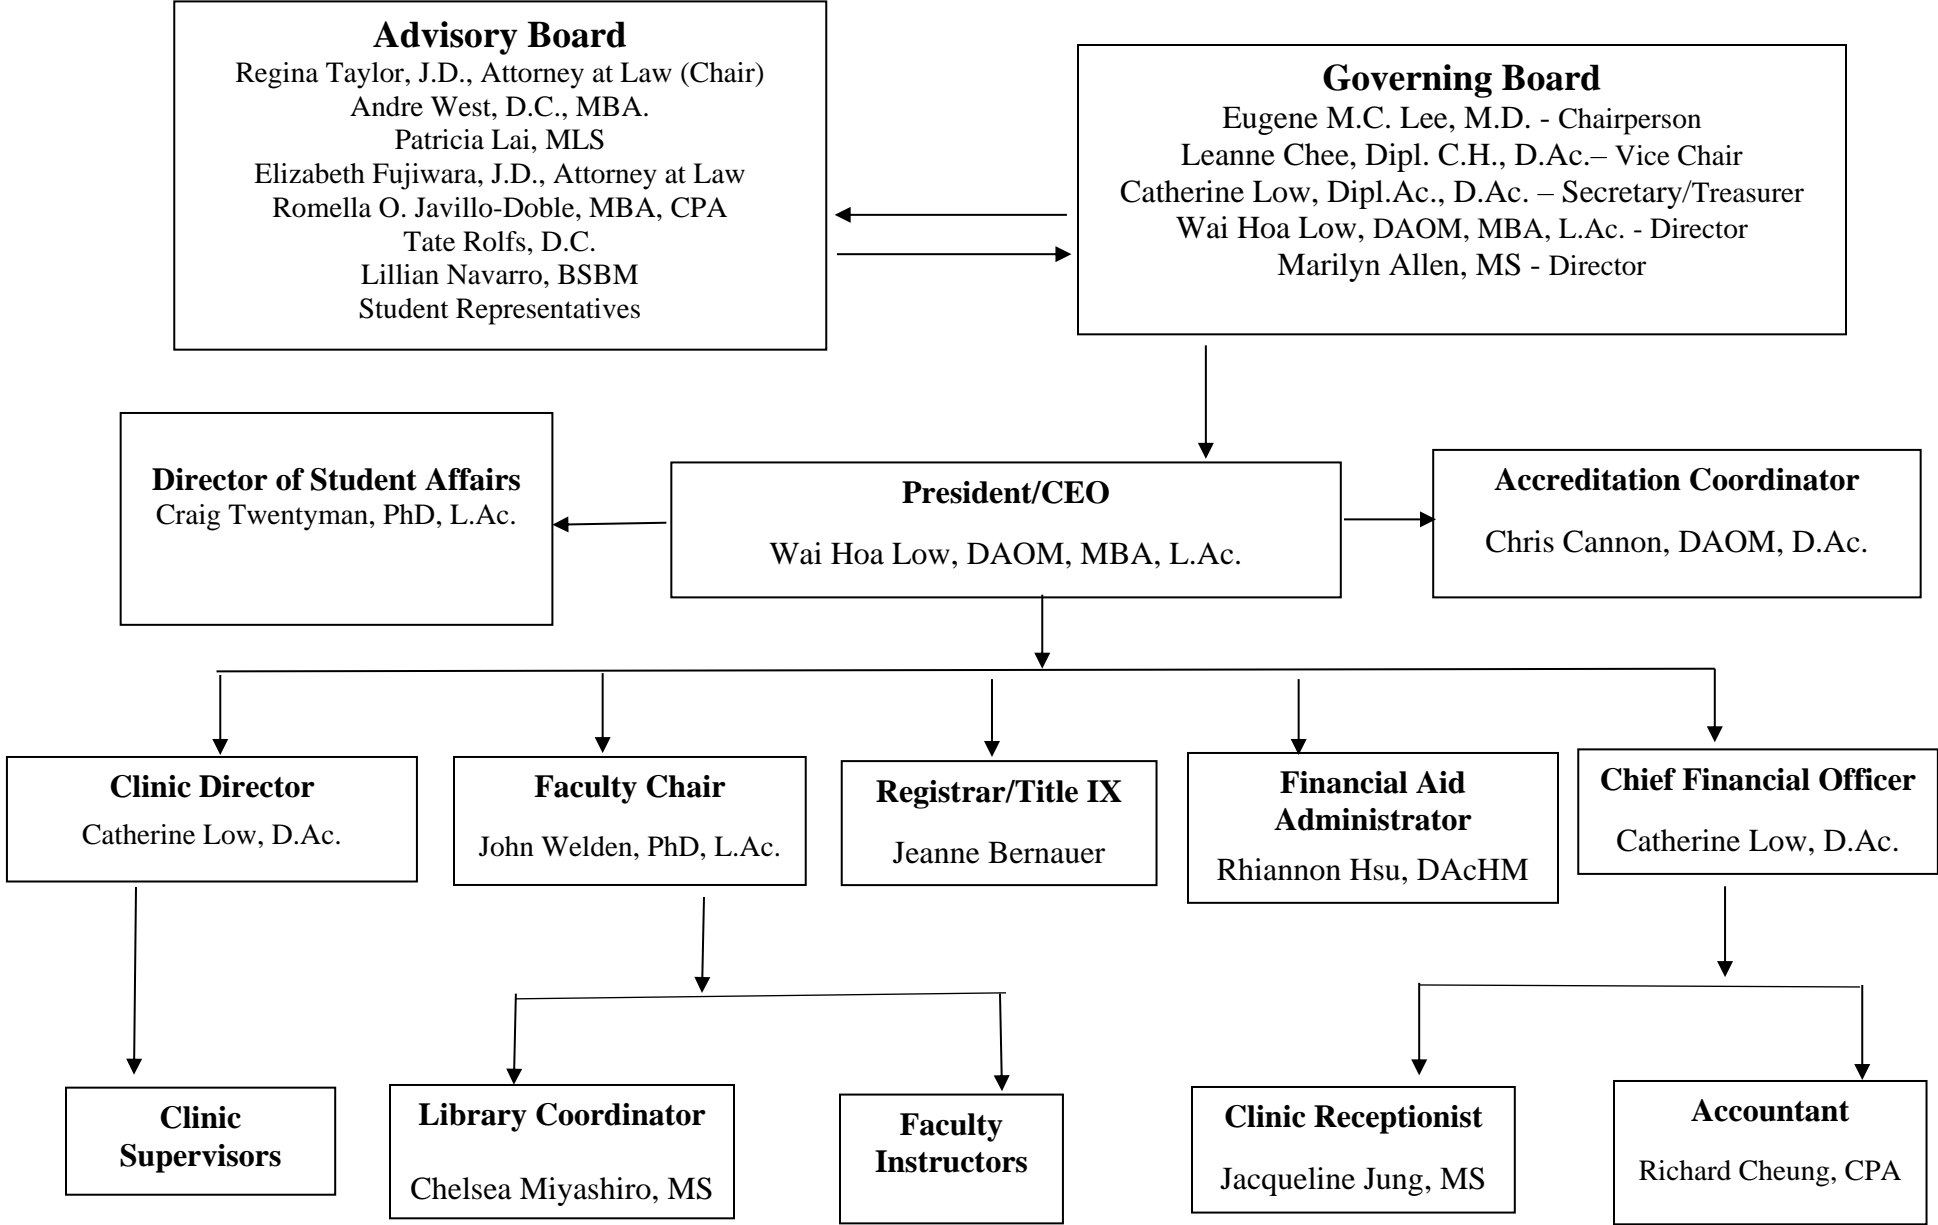 Advisory Board
Regina Taylor, J.D., Attorney at Law (Chair)
Andre West, D.C., MBA.
Patricia Lai, MLS
Elizabeth Fujiwara, J.D., Attorney at Law
Romella O. Javillo-Doble, MBA, CPA
Tate Rolfs, D.C.
Lillian Navarro, BSBM
Student Representatives
Governing Board
Eugene M.C. Lee, M.D. - Chairperson
Leanne Chee, Dipl. C.H., D.Ac.– Vice Chair
Catherine Low, Dipl.Ac., D.Ac. – Secretary/Treasurer
Wai Hoa Low, DAOM, MBA, L.Ac. - Director
Marilyn Allen, MS - Director
Director of Student Affairs
Craig Twentyman, PhD, L.Ac.
President/CEO
Wai Hoa Low, DAOM, MBA, L.Ac.
Accreditation Coordinator
Chris Cannon, DAOM, D.Ac.
Clinic Director
Catherine Low, D.Ac.
Faculty Chair
John Welden, PhD, L.Ac.
Registrar/Title IX
Jeanne Bernauer
Financial Aid
Administrator
Rhiannon Hsu, DAcHM
Chief Financial Officer
Catherine Low, D.Ac.
Clinic
Supervisors
Library Coordinator
Chelsea Miyashiro, MS
Faculty
Instructors
Clinic Receptionist
Jacqueline Jung, MS
Accountant
Richard Cheung, CPA